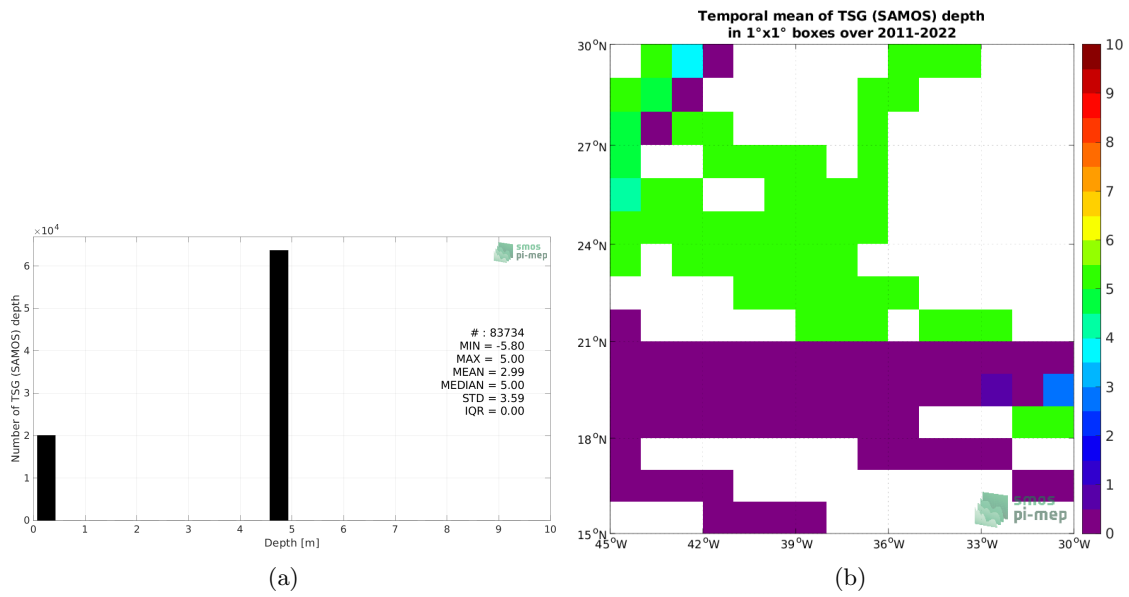 ×10⁴
6
5
4
3
2
1
0
Number of TSG (SAMOS) depth
smos
pi-mep
# : 83734
MIN = -5.80
MAX = 5.00
MEAN = 2.99
MEDIAN = 5.00
STD = 3.59
IQR = 0.00
0 1 2 3 4 5 6 7 8 9 10
Depth [m]
(a)
Temporal mean of TSG (SAMOS) depth
in 1°x1° boxes over 2011-2022
30°N
27°N
24°N
21°N
18°N
15°N
45°W 42°W 39°W 36°W 33°W 30°W
smos
pi-mep
10
9
8
7
6
5
4
3
2
1
0
(b)